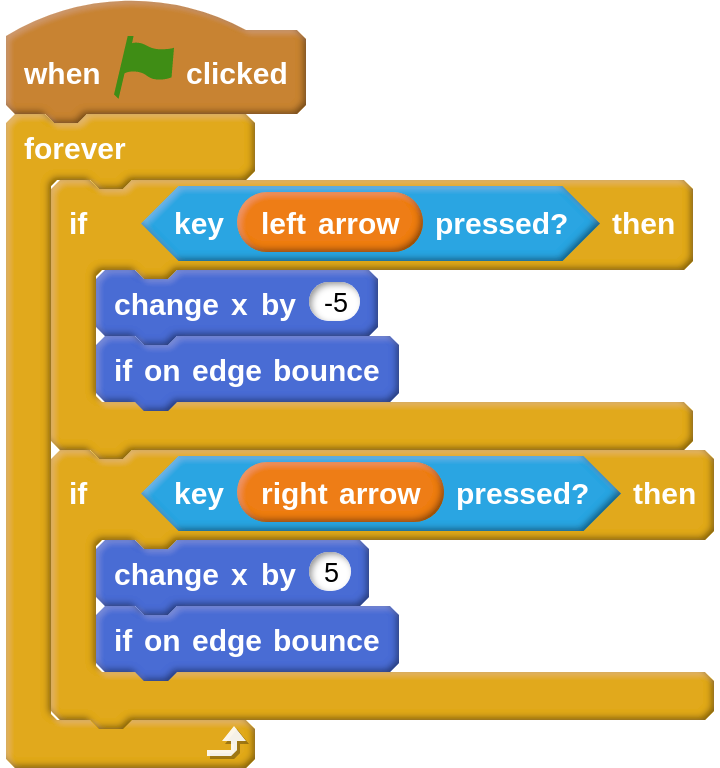 when clicked
forever
if key left arrow pressed? then
change x by -5
if on edge bounce
if key right arrow pressed? then
change x by 5
if on edge bounce